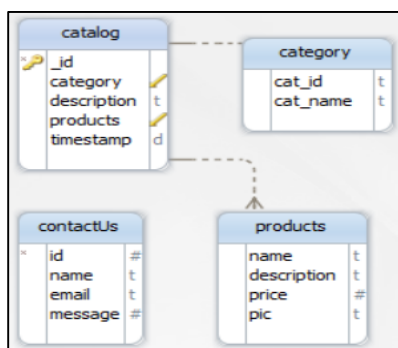 catalog
_id
category
description t
products
timestamp d
category
cat_id t
cat_name t
contactUs
* id #
name t
email t
message #
products
name t
description t
price #
pic t